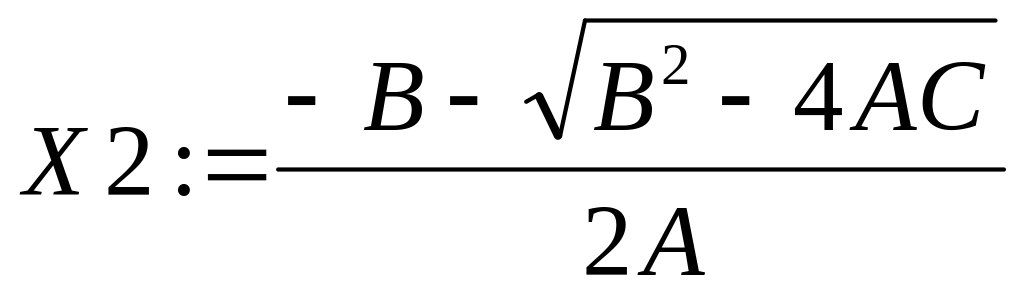 X2 := (- B - √(B² - 4AC)) / (2A)